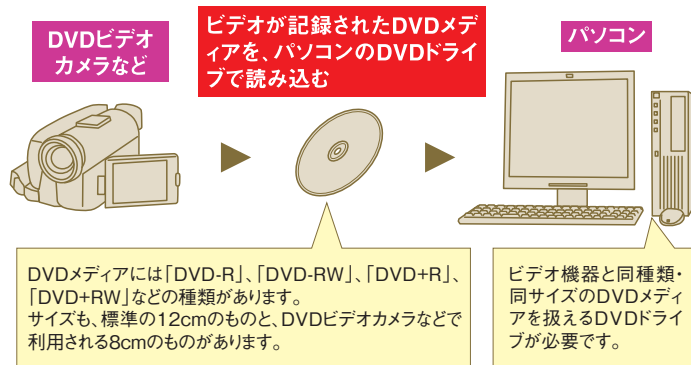 DVDビデオ
カメラなど
ビデオが記録されたDVDメデ
ィアを、パソコンのDVDドライ
ブで読み込む
パソコン
DVDメディアには「DVD-R」、「DVD-RW」、「DVD+R」、
「DVD+RW」などの種類があります。
サイズも、標準の12cmのものと、DVDビデオカメラなどで
利用される8cmのものがあります。
ビデオ機器と同種類・
同サイズのDVDメディ
アを扱えるDVDドライ
ブが必要です。